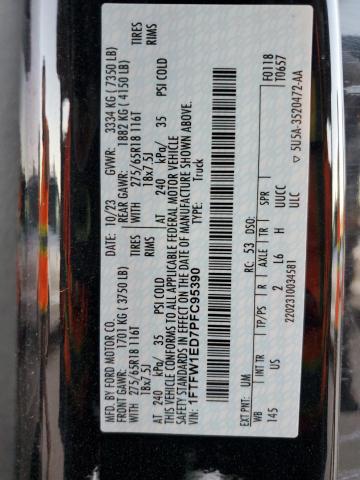 MFD. BY FORD MOTOR CO.
10/23 GVWR: 3334 KG (7350 LB)
FRONT GAWR: 1701 KG (3750 LB) REAR GAWR: 1882 KG (4150 LB)
WITH 275/65R18 116T TIRES WITH 275/65R18 116T TIRES
18x7.5J RIMS 18x7.5J RIMS
AT 240 kPa/ 35 PSI COLD AT 240 kPa/ 35 PSI COLD
THIS VEHICLE CONFORMS TO ALL APPLICABLE FEDERAL MOTOR VEHICLE
SAFETY STANDARDS IN EFFECT ON THE DATE OF MANUFACTURE SHOWN ABOVE.
VIN: 1FTFW1ED7PFC95390
TYPE: Truck
F0118
T0657
EXT PNT: UM RC: 53 DSO:
WB INT TR TP/PS R AXLE TR SPR
145 2 L6 H UUCC
2202310034581 ULC
5U5A-3520472-AA